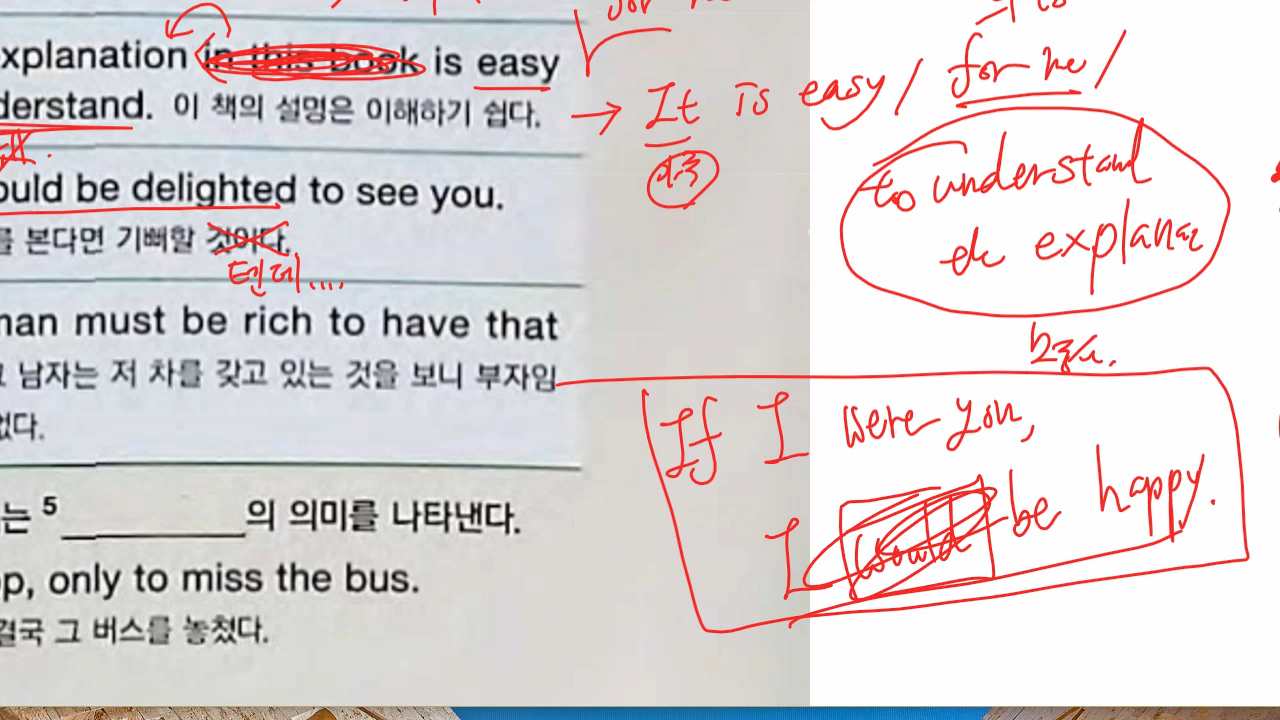 for me
xplanation in this book is easy
derstand. 이 책의 설명은 이해하기 쉽다.
→ It is easy / for me /
to understand
ould be delighted to see you.
를 본다면 기뻐할 것이다.
텐데....
man must be rich to have that
남자는 저 차를 갖고 있는 것을 보니 부자임
없다.
If I were you,
I would be happy.
는 5 ________의 의미를 나타낸다.
op, only to miss the bus.
결국 그 버스를 놓쳤다.